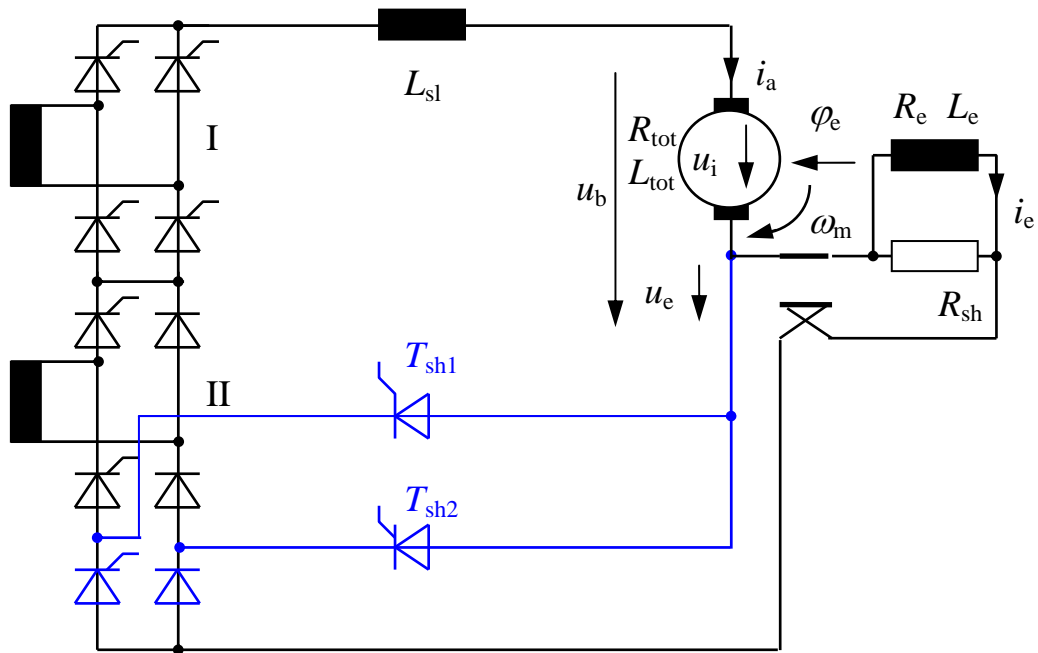 L_sl
i_a
R_tot
L_tot
u_i
φ_e
R_e L_e
I
u_b
ω_m
i_e
u_e
R_sh
T_sh1
II
T_sh2